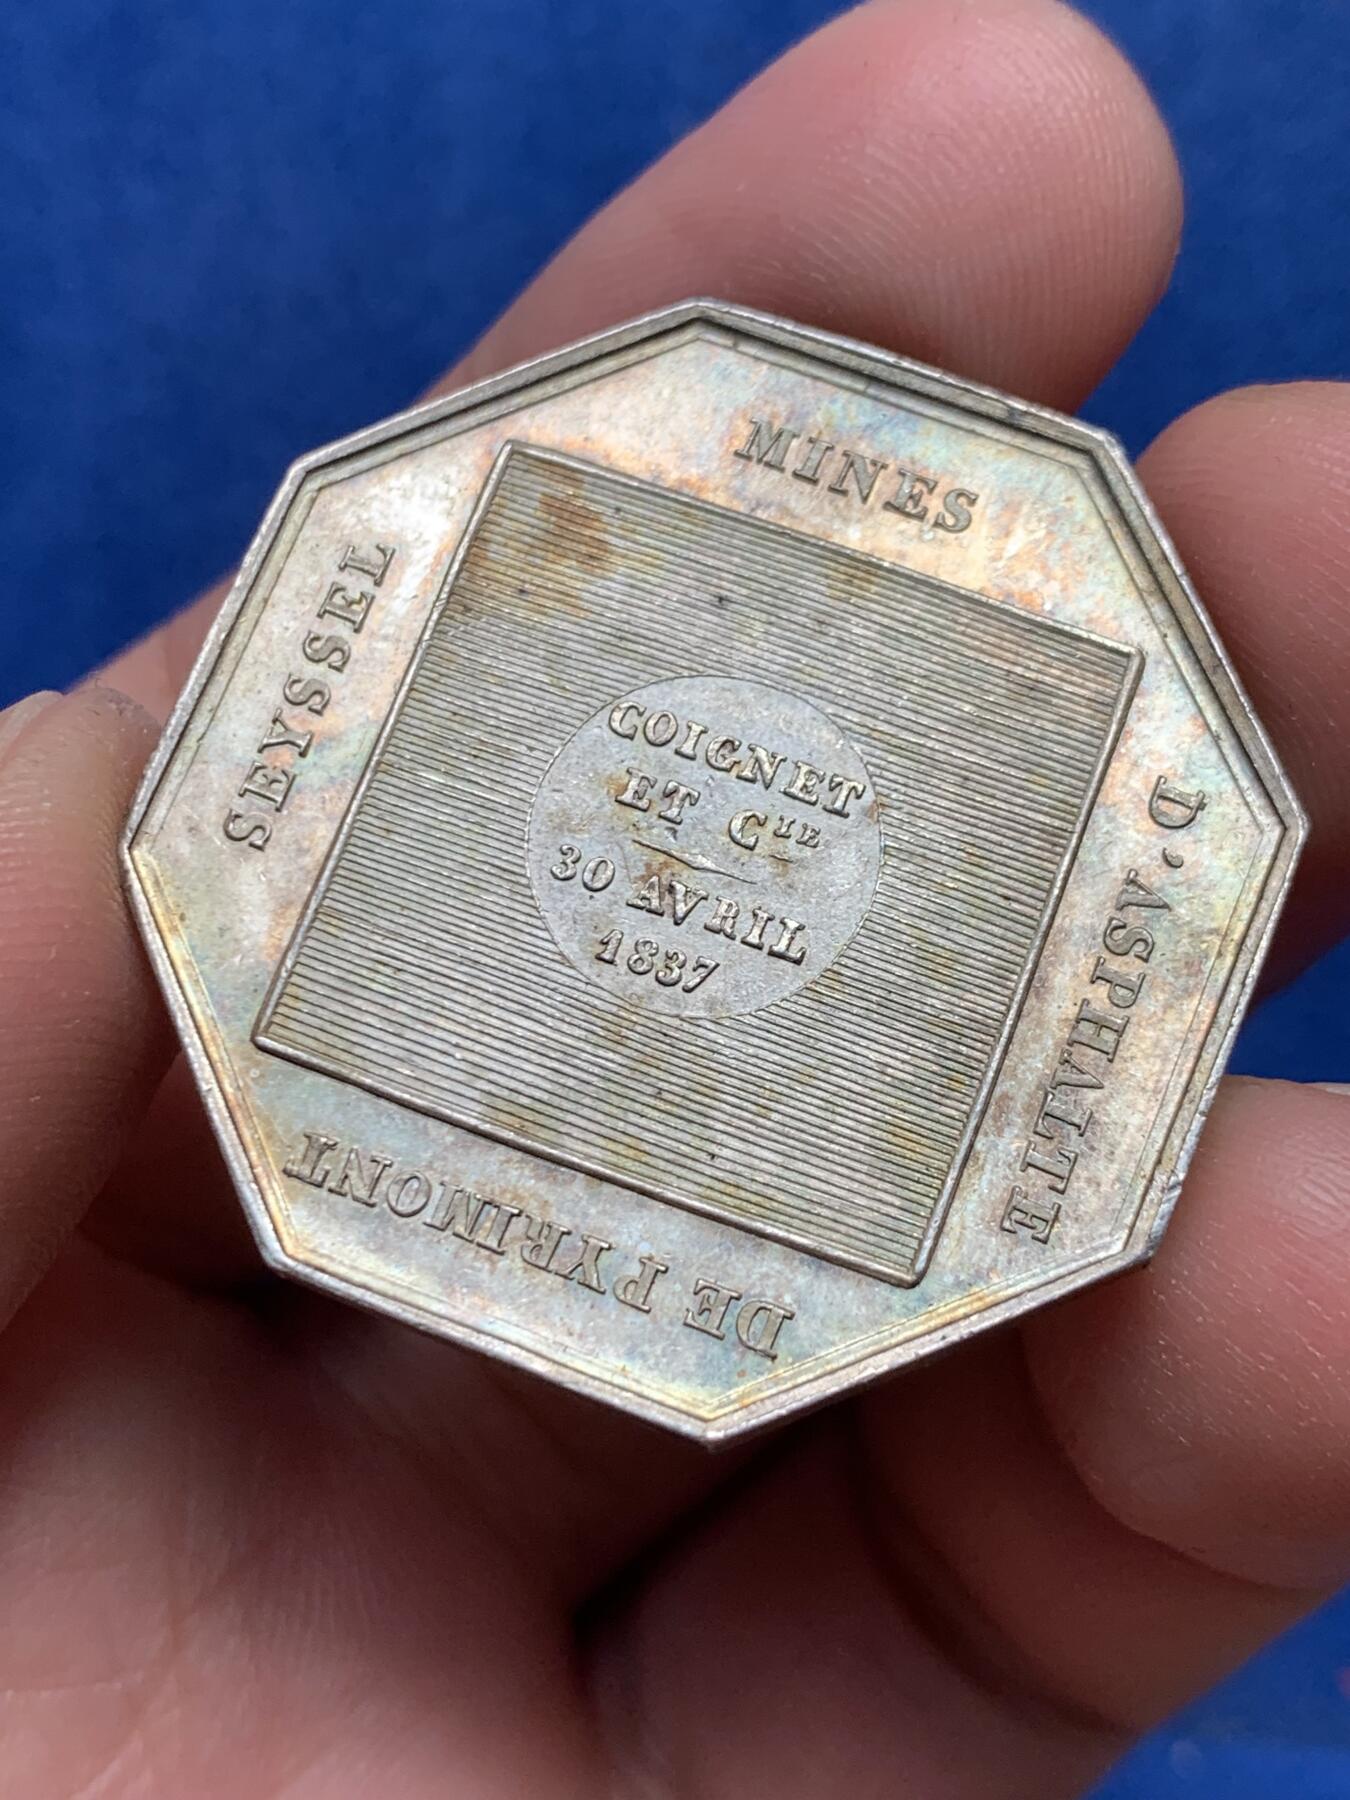 MINES
D'ASPHALTE
DE PYRIMONT
SEYSSEL
COIGNET
ET CIE
30 AVRIL
1837